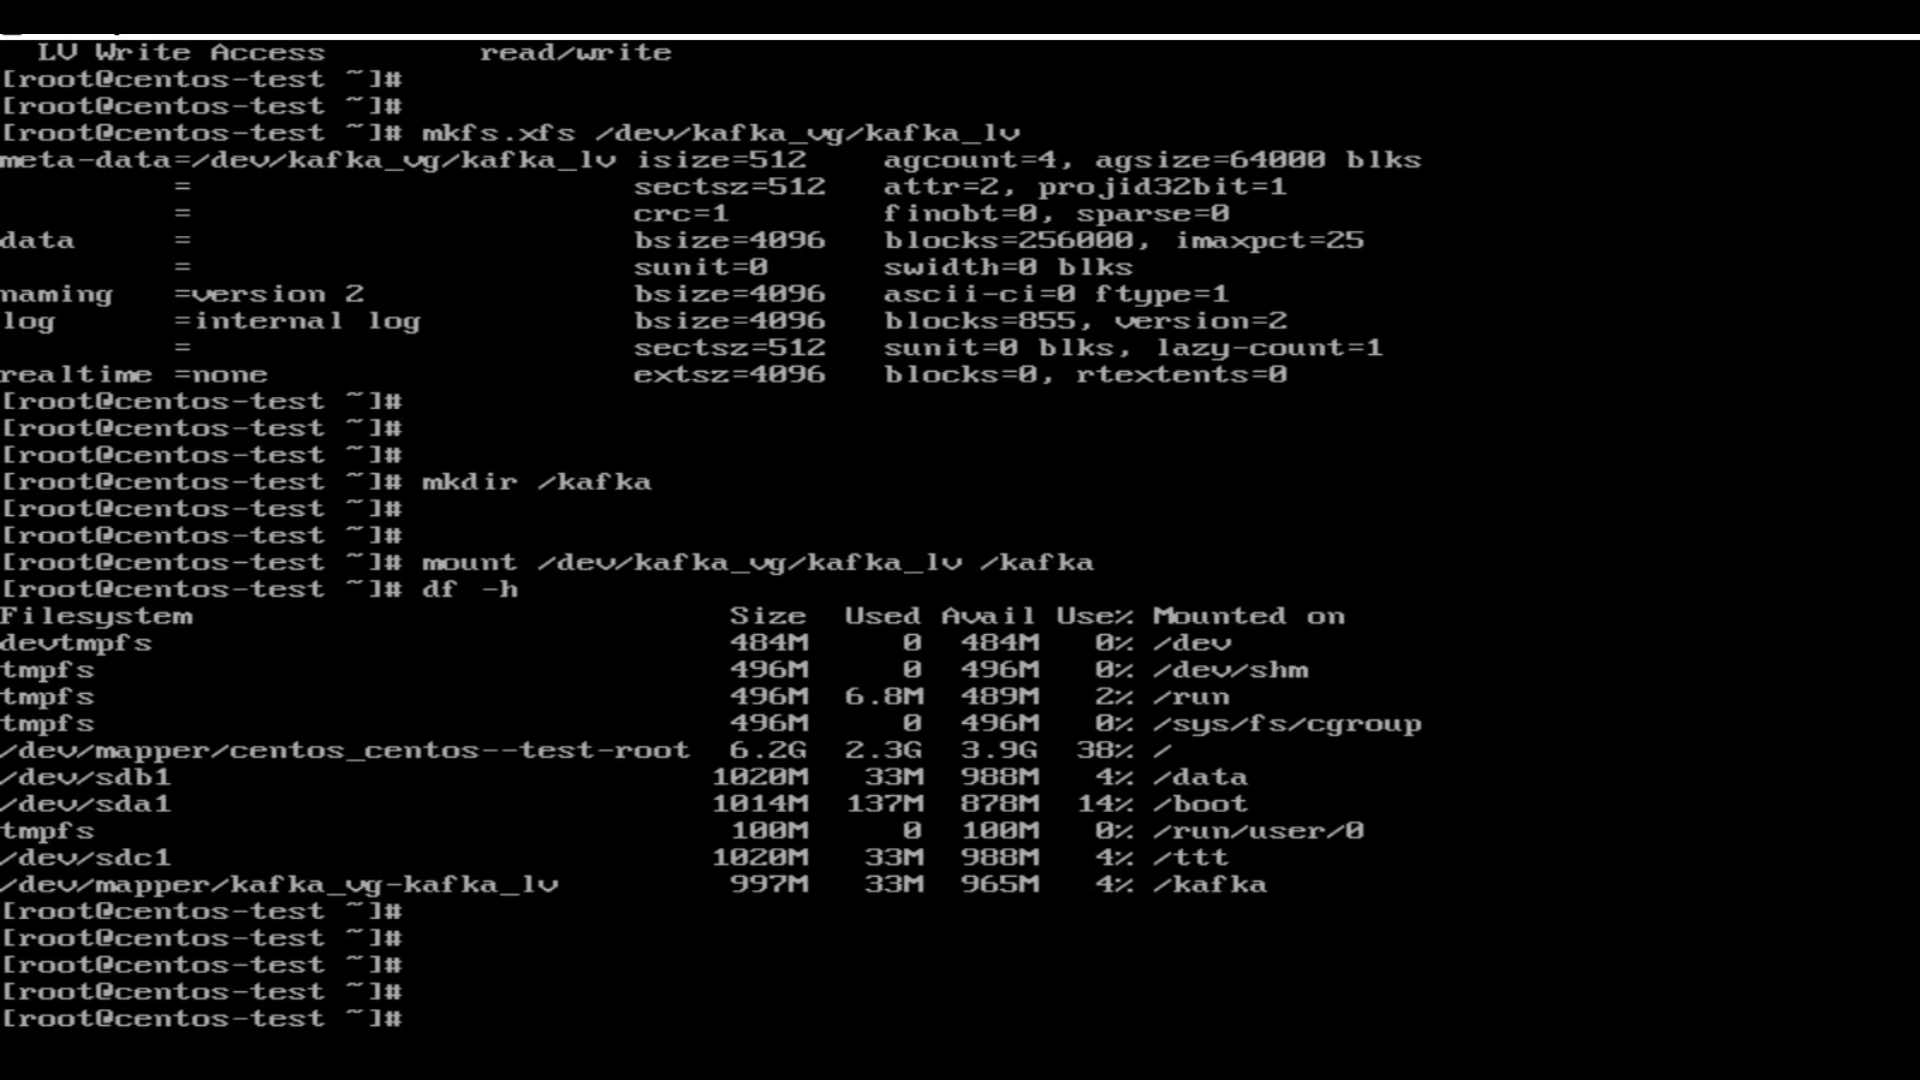 LV Write Access        read/write
[root@centos-test ~]#
[root@centos-test ~]#
[root@centos-test ~]# mkfs.xfs /dev/kafka_vg/kafka_lv
meta-data=/dev/kafka_vg/kafka_lv isize=512    agcount=4, agsize=64000 blks
         =                       sectsz=512   attr=2, projid32bit=1
         =                       crc=1        finobt=0, sparse=0
data     =                       bsize=4096   blocks=256000, imaxpct=25
         =                       sunit=0      swidth=0 blks
naming   =version 2              bsize=4096   ascii-ci=0 ftype=1
log      =internal log           bsize=4096   blocks=855, version=2
         =                       sectsz=512   sunit=0 blks, lazy-count=1
realtime =none                   extsz=4096   blocks=0, rtextents=0
[root@centos-test ~]#
[root@centos-test ~]#
[root@centos-test ~]#
[root@centos-test ~]# mkdir /kafka
[root@centos-test ~]#
[root@centos-test ~]#
[root@centos-test ~]# mount /dev/kafka_vg/kafka_lv /kafka
[root@centos-test ~]# df -h
Filesystem                            Size  Used Avail Use% Mounted on
devtmpfs                              484M     0  484M   0% /dev
tmpfs                                 496M     0  496M   0% /dev/shm
tmpfs                                 496M  6.8M  489M   2% /run
tmpfs                                 496M     0  496M   0% /sys/fs/cgroup
/dev/mapper/centos_centos--test-root  6.2G  2.3G  3.9G  38% /
/dev/sdb1                            1020M   33M  988M   4% /data
/dev/sda1                            1014M  137M  878M  14% /boot
tmpfs                                 100M     0  100M   0% /run/user/0
/dev/sdc1                            1020M   33M  988M   4% /ttt
/dev/mapper/kafka_vg-kafka_lv         997M   33M  965M   4% /kafka
[root@centos-test ~]#
[root@centos-test ~]#
[root@centos-test ~]#
[root@centos-test ~]#
[root@centos-test ~]#